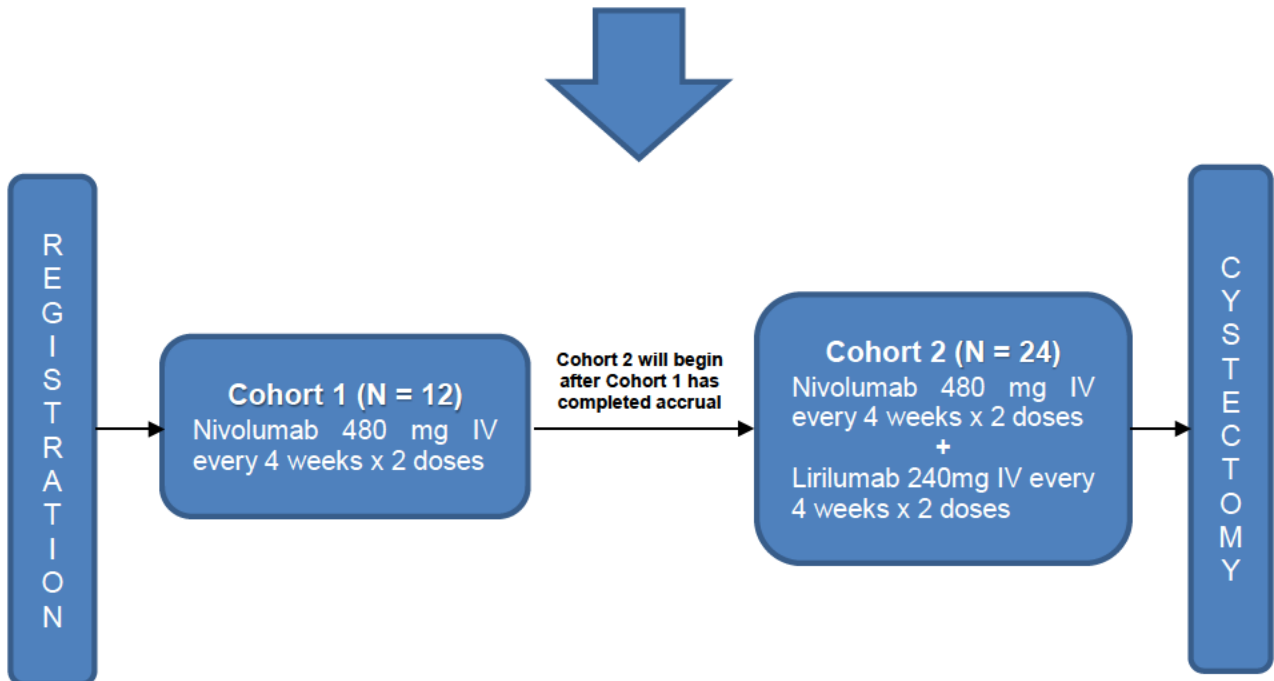 REGISTRATION
Cohort 1 (N = 12)
Nivolumab 480 mg IV
every 4 weeks x 2 doses
Cohort 2 will begin
after Cohort 1 has
completed accrual
Cohort 2 (N = 24)
Nivolumab 480 mg IV
every 4 weeks x 2 doses
+
Lirilumab 240mg IV every
4 weeks x 2 doses
CYSTECTOMY